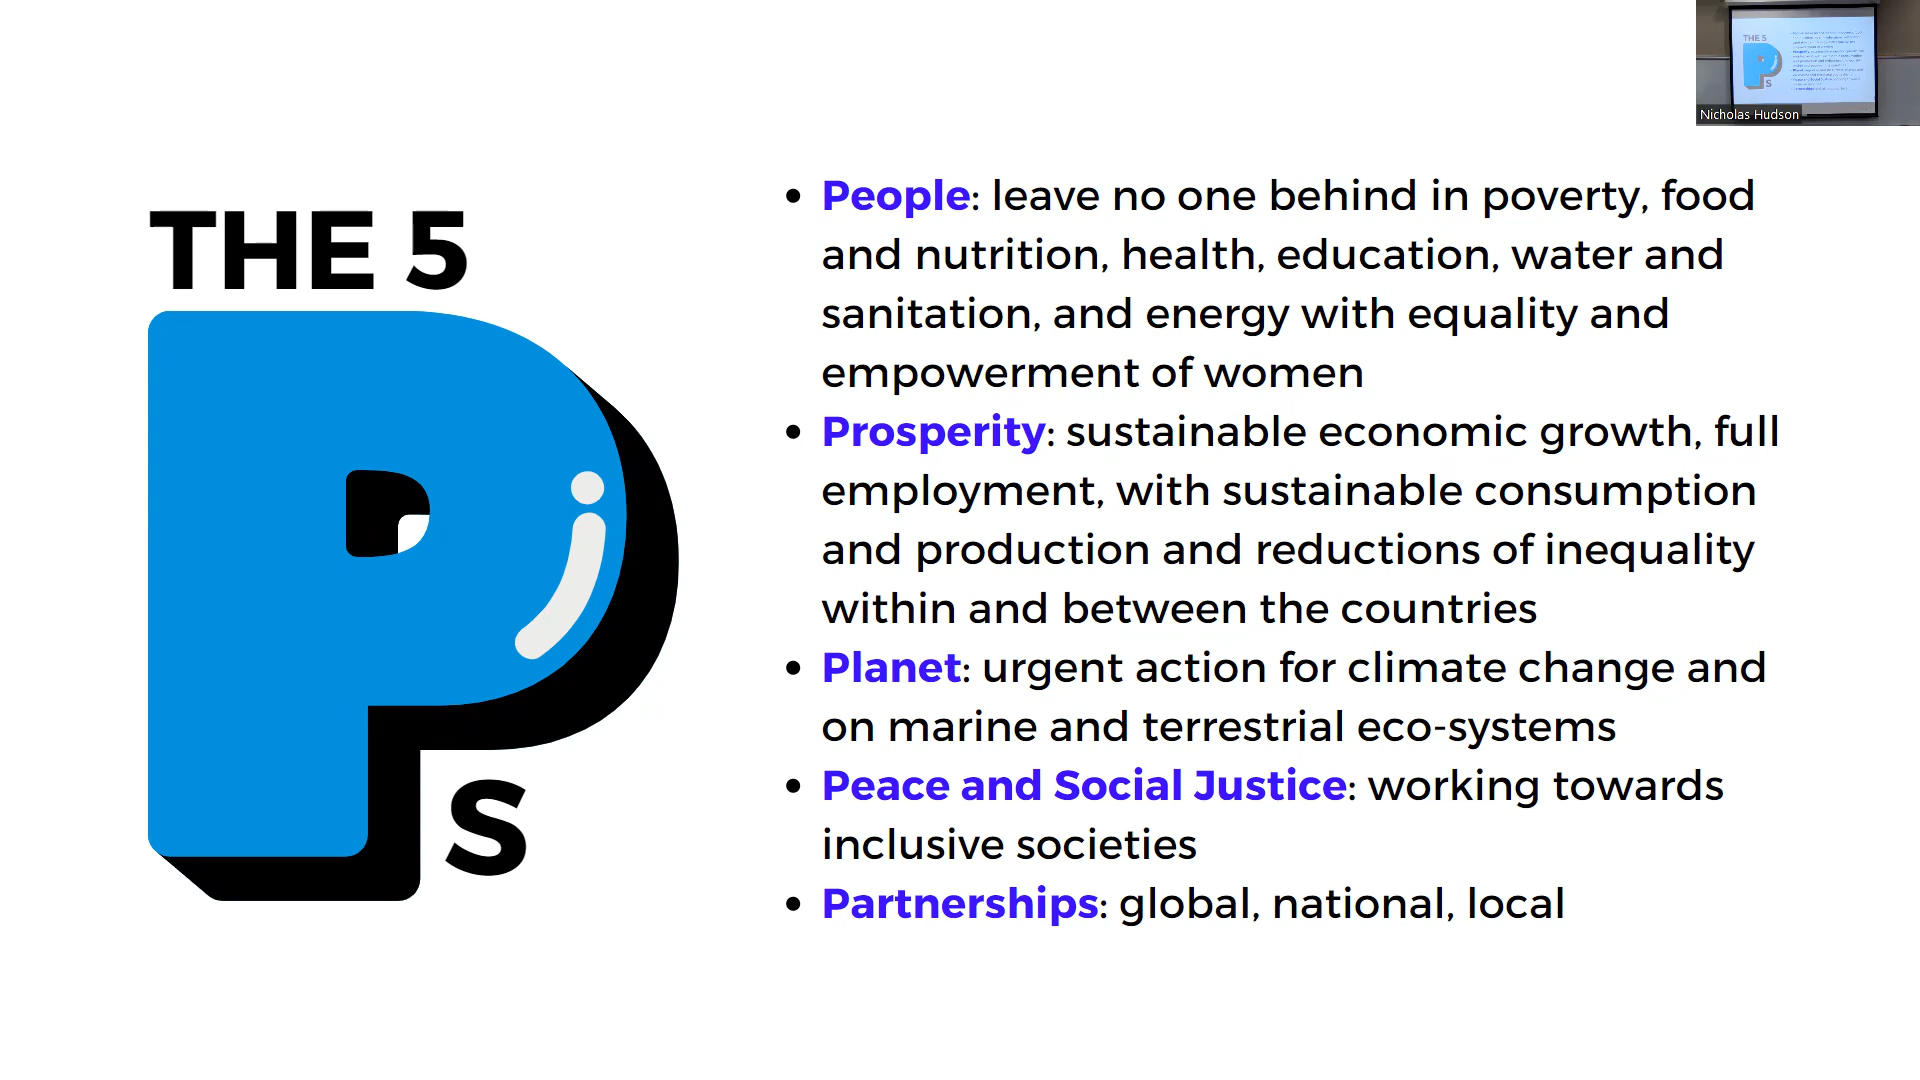 THE 5
P
S
• People: leave no one behind in poverty, food
and nutrition, health, education, water and
sanitation, and energy with equality and
empowerment of women
• Prosperity: sustainable economic growth, full
employment, with sustainable consumption
and production and reductions of inequality
within and between the countries
• Planet: urgent action for climate change and
on marine and terrestrial eco-systems
• Peace and Social Justice: working towards
inclusive societies
• Partnerships: global, national, local
THE 5
P
S
Nicholas Hudson